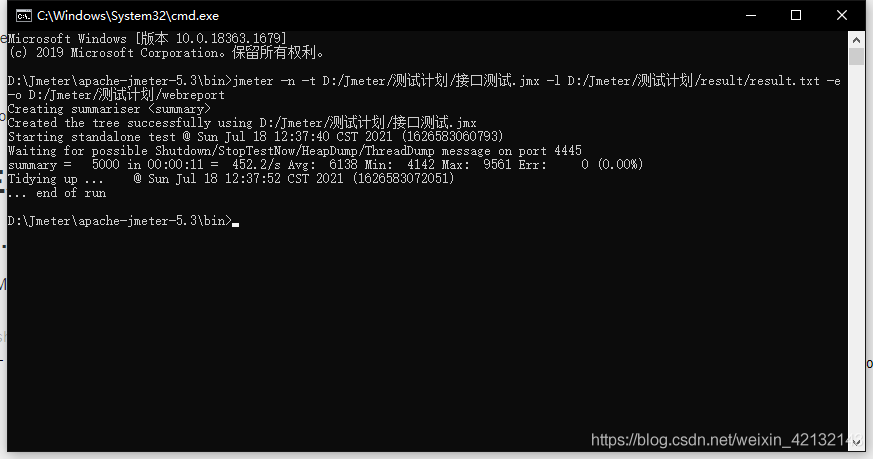 C:\Windows\System32\cmd.exe
Microsoft Windows [版本 10.0.18363.1679]
(c) 2019 Microsoft Corporation。保留所有权利。
D:\Jmeter\apache-jmeter-5.3\bin>jmeter -n -t D:/Jmeter/测试计划/接口测试.jmx -l D:/Jmeter/测试计划/result/result.txt -e
-o D:/Jmeter/测试计划/webreport
Creating summariser <summary>
Created the tree successfully using D:/Jmeter/测试计划/接口测试.jmx
Starting standalone test @ Sun Jul 18 12:37:40 CST 2021 (1626583060793)
Waiting for possible Shutdown/StopTestNow/HeapDump/ThreadDump message on port 4445
summary =   5000 in 00:00:11 =  452.2/s Avg:  6138 Min:  4142 Max:  9561 Err:     0 (0.00%)
Tidying up ...    @ Sun Jul 18 12:37:52 CST 2021 (1626583072051)
... end of run
D:\Jmeter\apache-jmeter-5.3\bin>